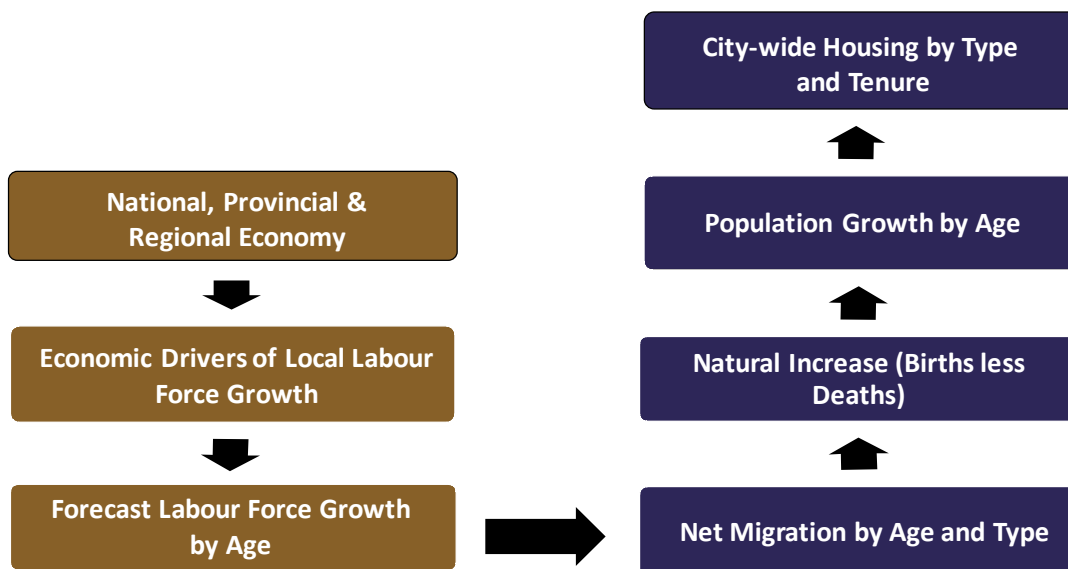 City-wide Housing by Type
and Tenure
National, Provincial &
Regional Economy
Population Growth by Age
Economic Drivers of Local Labour
Force Growth
Natural Increase (Births less
Deaths)
Forecast Labour Force Growth
by Age
Net Migration by Age and Type